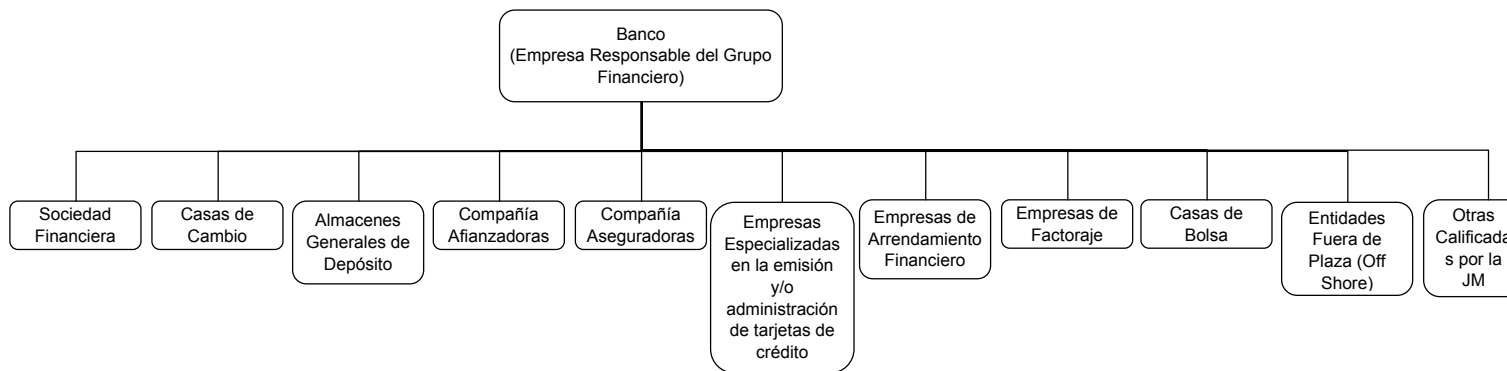 Banco
(Empresa Responsable del Grupo
Financiero)
Sociedad
Financiera
Casas de
Cambio
Almacenes
Generales de
Depósito
Compañía
Afianzadoras
Compañía
Aseguradoras
Empresas
Especializadas
en la emisión
y/o
administración
de tarjetas de
crédito
Empresas de
Arrendamiento
Financiero
Empresas de
Factoraje
Casas de
Bolsa
Entidades
Fuera de
Plaza (Off
Shore)
Otras
Calificada
s por la
JM